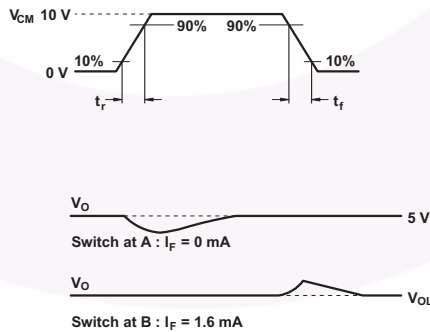 V_CM 10 V
90% 90%
10% 10%
0 V
t_r t_f
V_O
5 V
Switch at A : I_F = 0 mA
V_O
V_OL
Switch at B : I_F = 1.6 mA